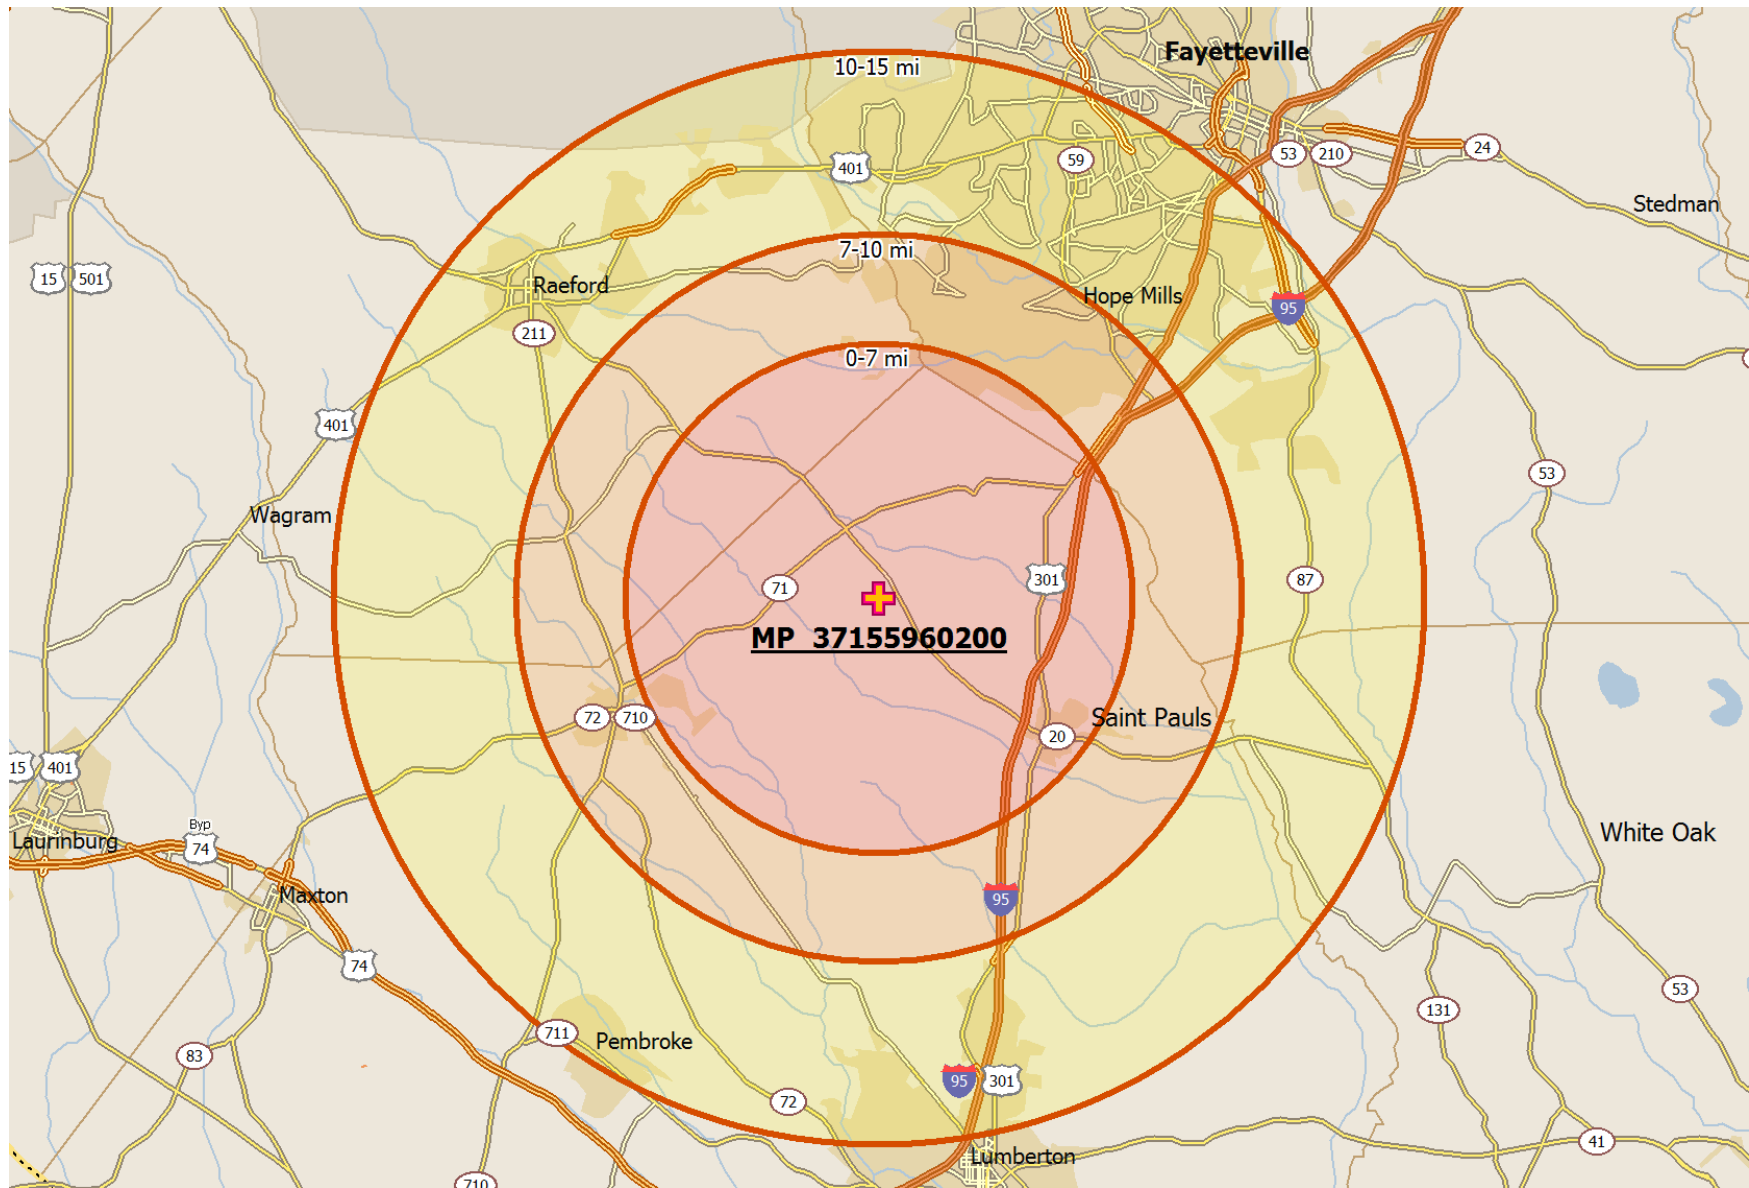 Fayetteville
10-15 mi
401
59
53
210
24
Stedman
7-10 mi
15
501
Raeford
Hope Mills
95
211
0-7 mi
401
53
Wagram
71
301
87
MP 37155960200
72
710
Saint Pauls
20
15
401
Byp
74
Laurinburg
White Oak
Maxton
95
74
53
131
711
Pembroke
83
95
301
72
41
Lumberton
710